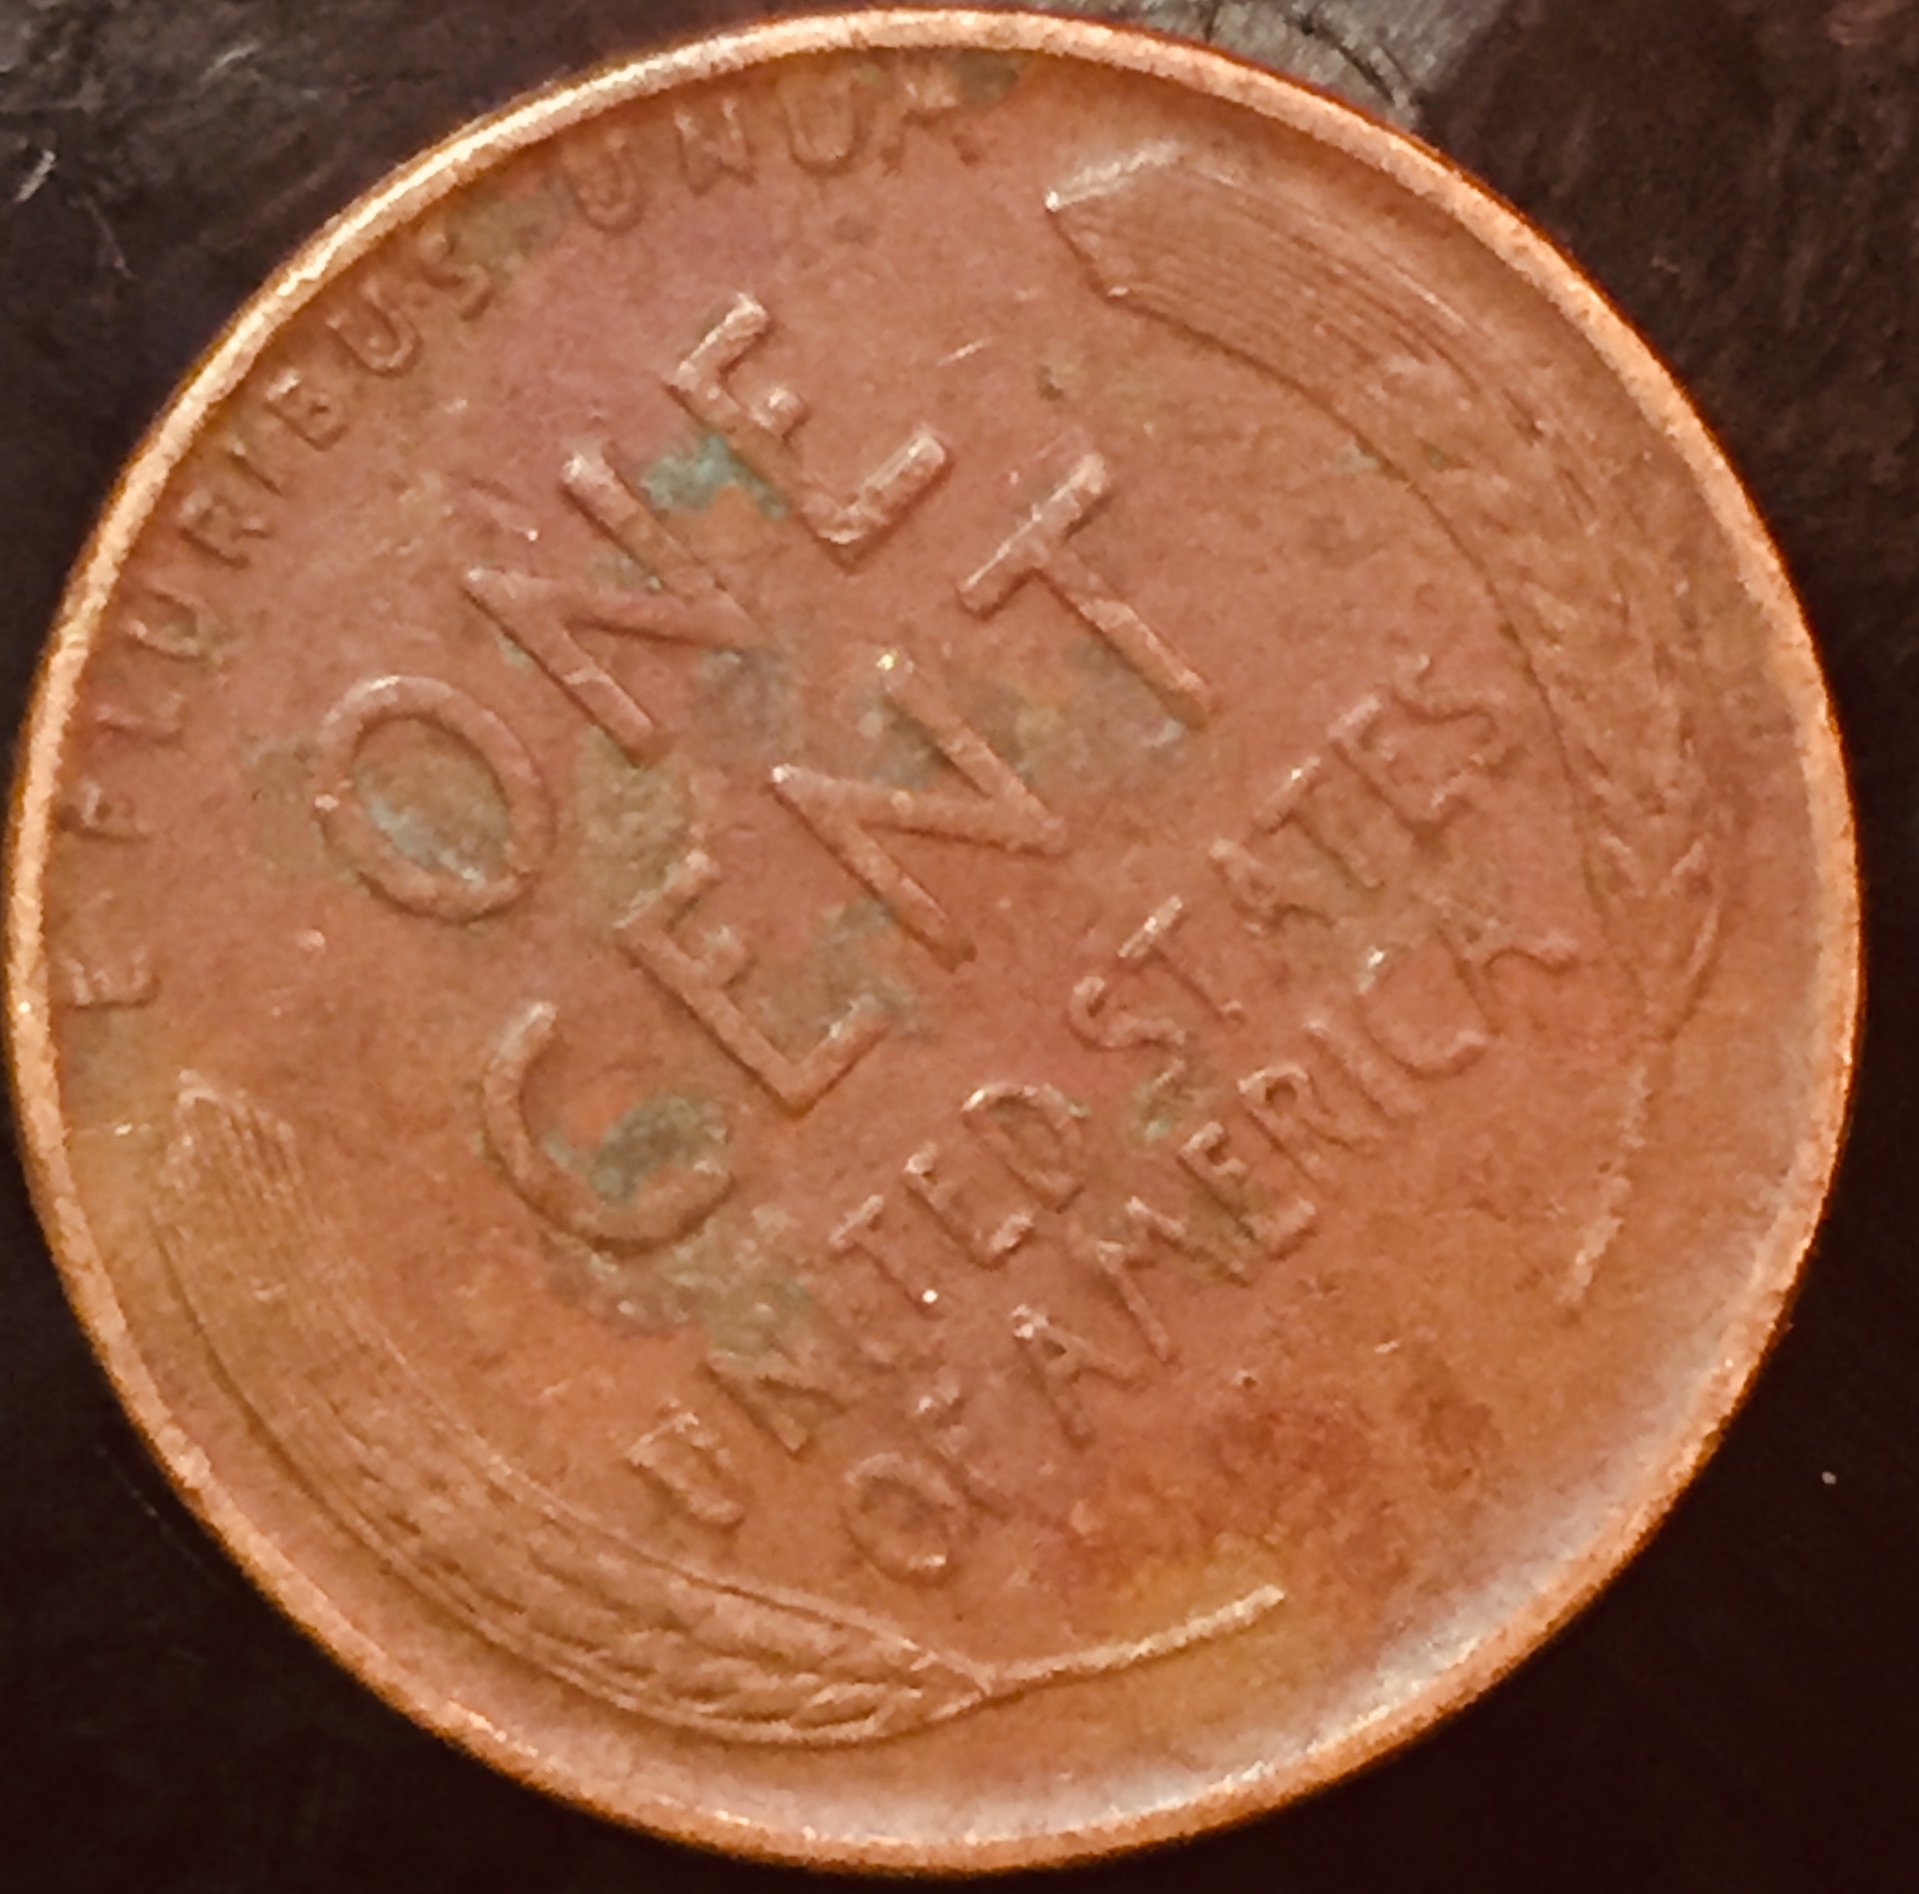 E PLURIBUS UNUM
ONE
CENT
UNITED STATES
OF AMERICA